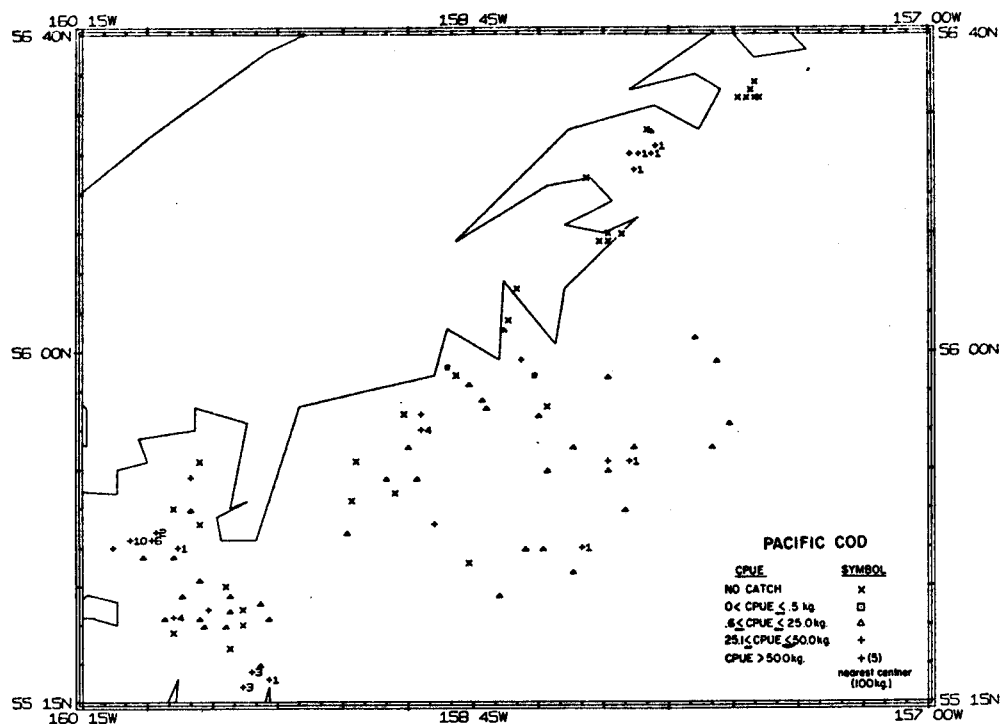 160 15W 158 45W 157 00W
56 40N 56 40N
+1
++1+1
+1
56 00N 56 00N
+4
+1
+10 +6
+1
+1
+4
+3
+3 +1
PACIFIC COD
CPUE SYMBOL
NO CATCH x
0< CPUE ≤ .5 kg. □
.6≤ CPUE ≤ 25.0kg. △
25.1≤ CPUE ≤50.0kg. +
CPUE > 50.0kg. +(5)
nearest centner
(100kg.)
55 15N 55 15N
160 15W 158 45W 157 00W